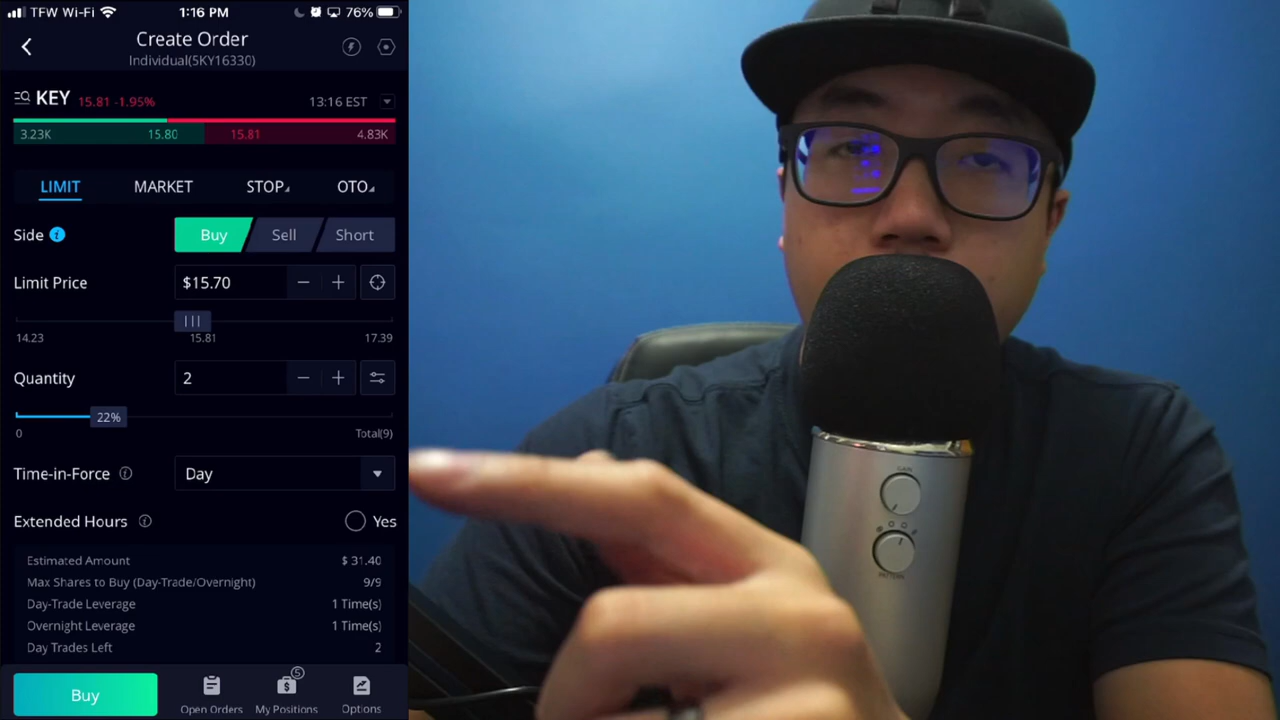 TFW Wi-Fi 1:16 PM 76%
Create Order
Individual(5KY16330)
KEY 15.81 -1.95% 13:16 EST
3.23K 15.80 15.81 4.83K
LIMIT MARKET STOP OTO
Side Buy Sell Short
Limit Price $15.70
14.23 15.81 17.39
Quantity 2
22%
0 Total(9)
Time-in-Force Day
Extended Hours Yes
Estimated Amount $ 31.40
Max Shares to Buy (Day-Trade/Overnight) 9/9
Day-Trade Leverage 1 Time(s)
Overnight Leverage 1 Time(s)
Day Trades Left 2
5
Buy Open Orders My Positions Options
GAIN
PATTERN